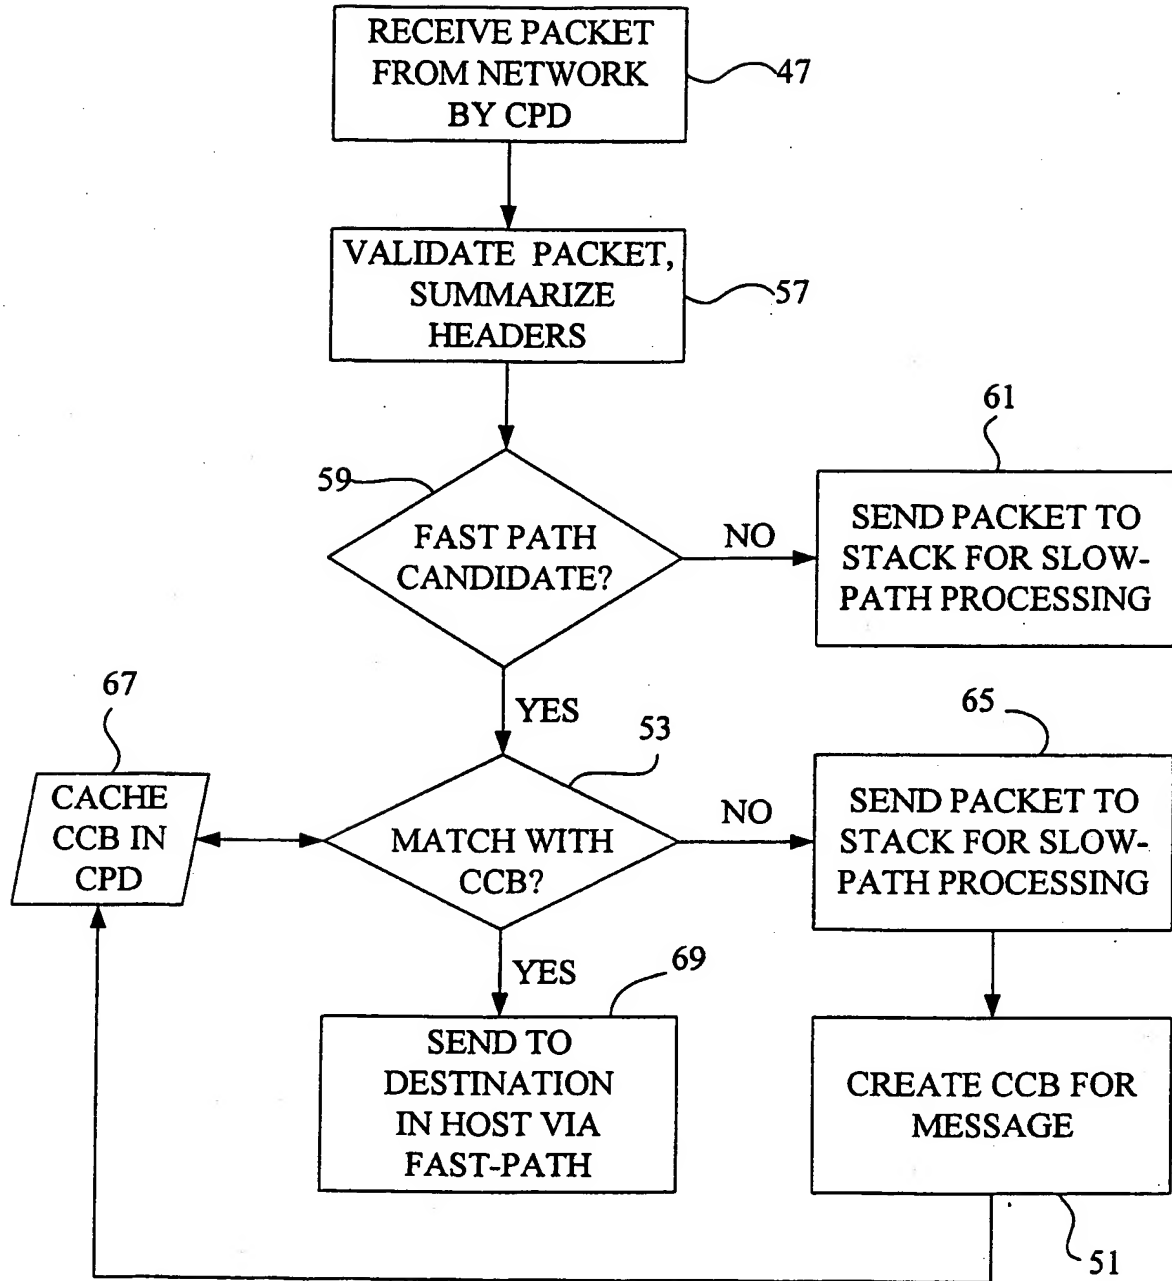 RECEIVE PACKET
FROM NETWORK
BY CPD
47
VALIDATE PACKET,
SUMMARIZE
HEADERS
57
59
FAST PATH
CANDIDATE?
NO
61
SEND PACKET TO
STACK FOR SLOW-
PATH PROCESSING
YES
67
CACHE
CCB IN
CPD
53
MATCH WITH
CCB?
NO
65
SEND PACKET TO
STACK FOR SLOW-
PATH PROCESSING
YES
69
SEND TO
DESTINATION
IN HOST VIA
FAST-PATH
CREATE CCB FOR
MESSAGE
51